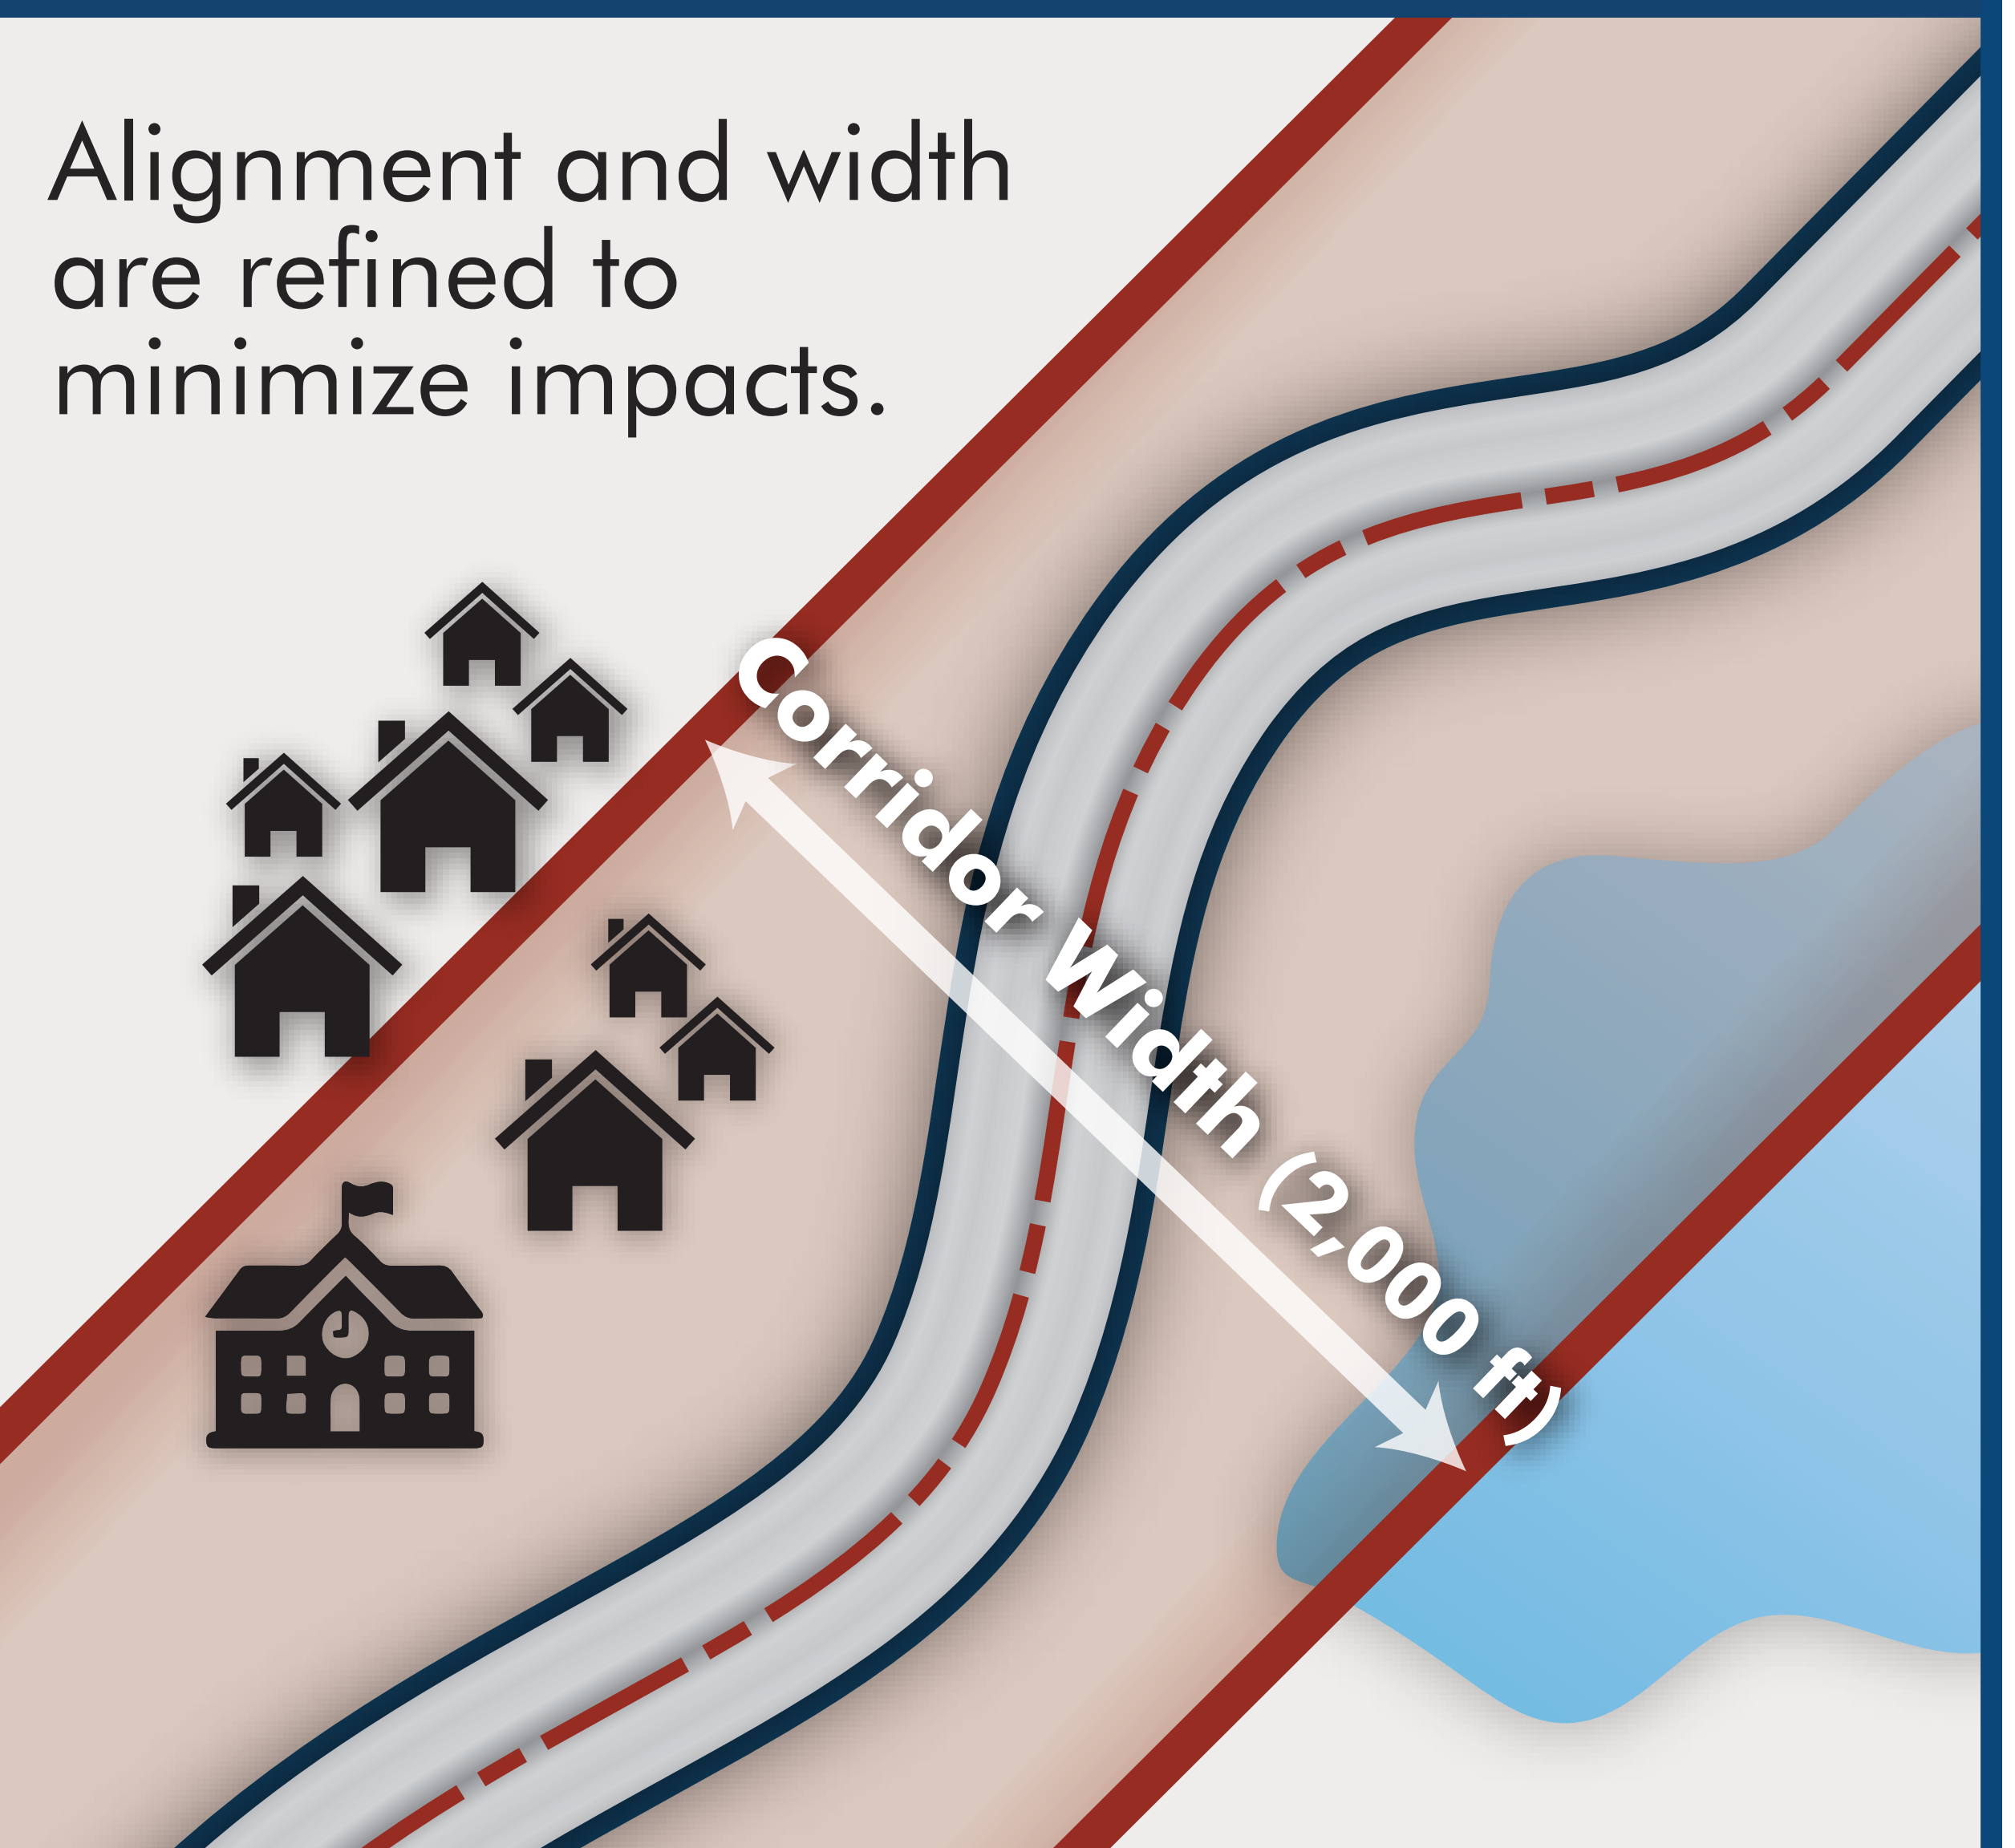 Alignment and width
are refined to
minimize impacts.
Corridor Width (2,000 ft)